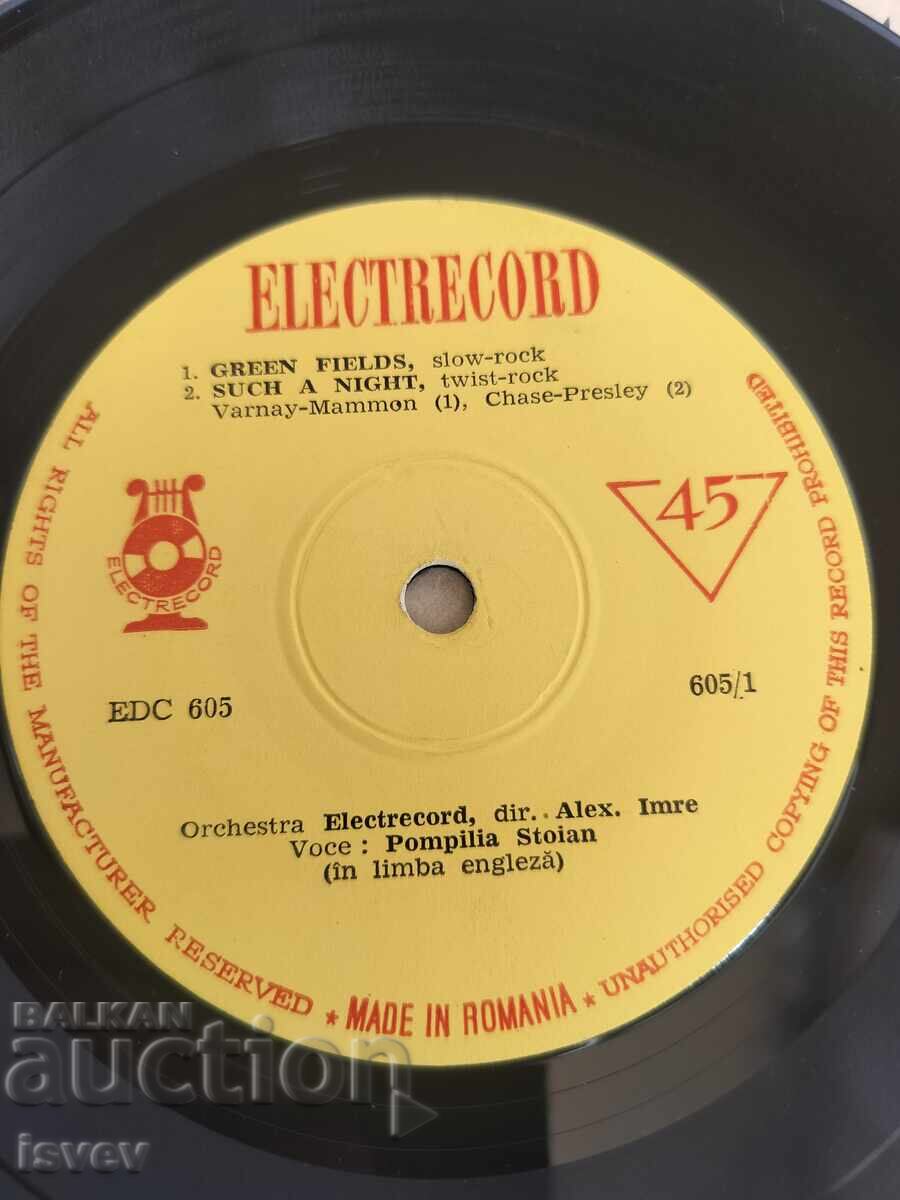 ELECTRECORD
1. GREEN FIELDS, slow-rock
2. SUCH A NIGHT, twist-rock
Varnay-Mammon (1), Chase-Presley (2)
ELECTRECORD
45
EDC 605
605/1
Orchestra Electrecord, dir. Alex. Imre
Voce : Pompilia Stoian
(în limba engleză)
ALL RIGHTS OF THE MANUFACTURER RESERVED * MADE IN ROMANIA * UNAUTHORISED COPYING OF THIS RECORD PROHIBITED
BALKAN
auction
isvev